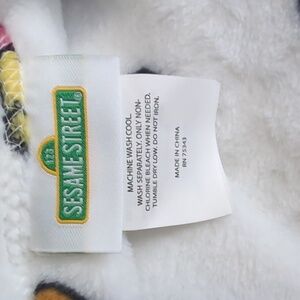 123
SESAME STREET
MACHINE WASH COOL.
WASH SEPARATELY. ONLY NON-
CHLORINE BLEACH WHEN NEEDED.
TUMBLE DRY LOW. DO NOT IRON.
MADE IN CHINA
RN 75343